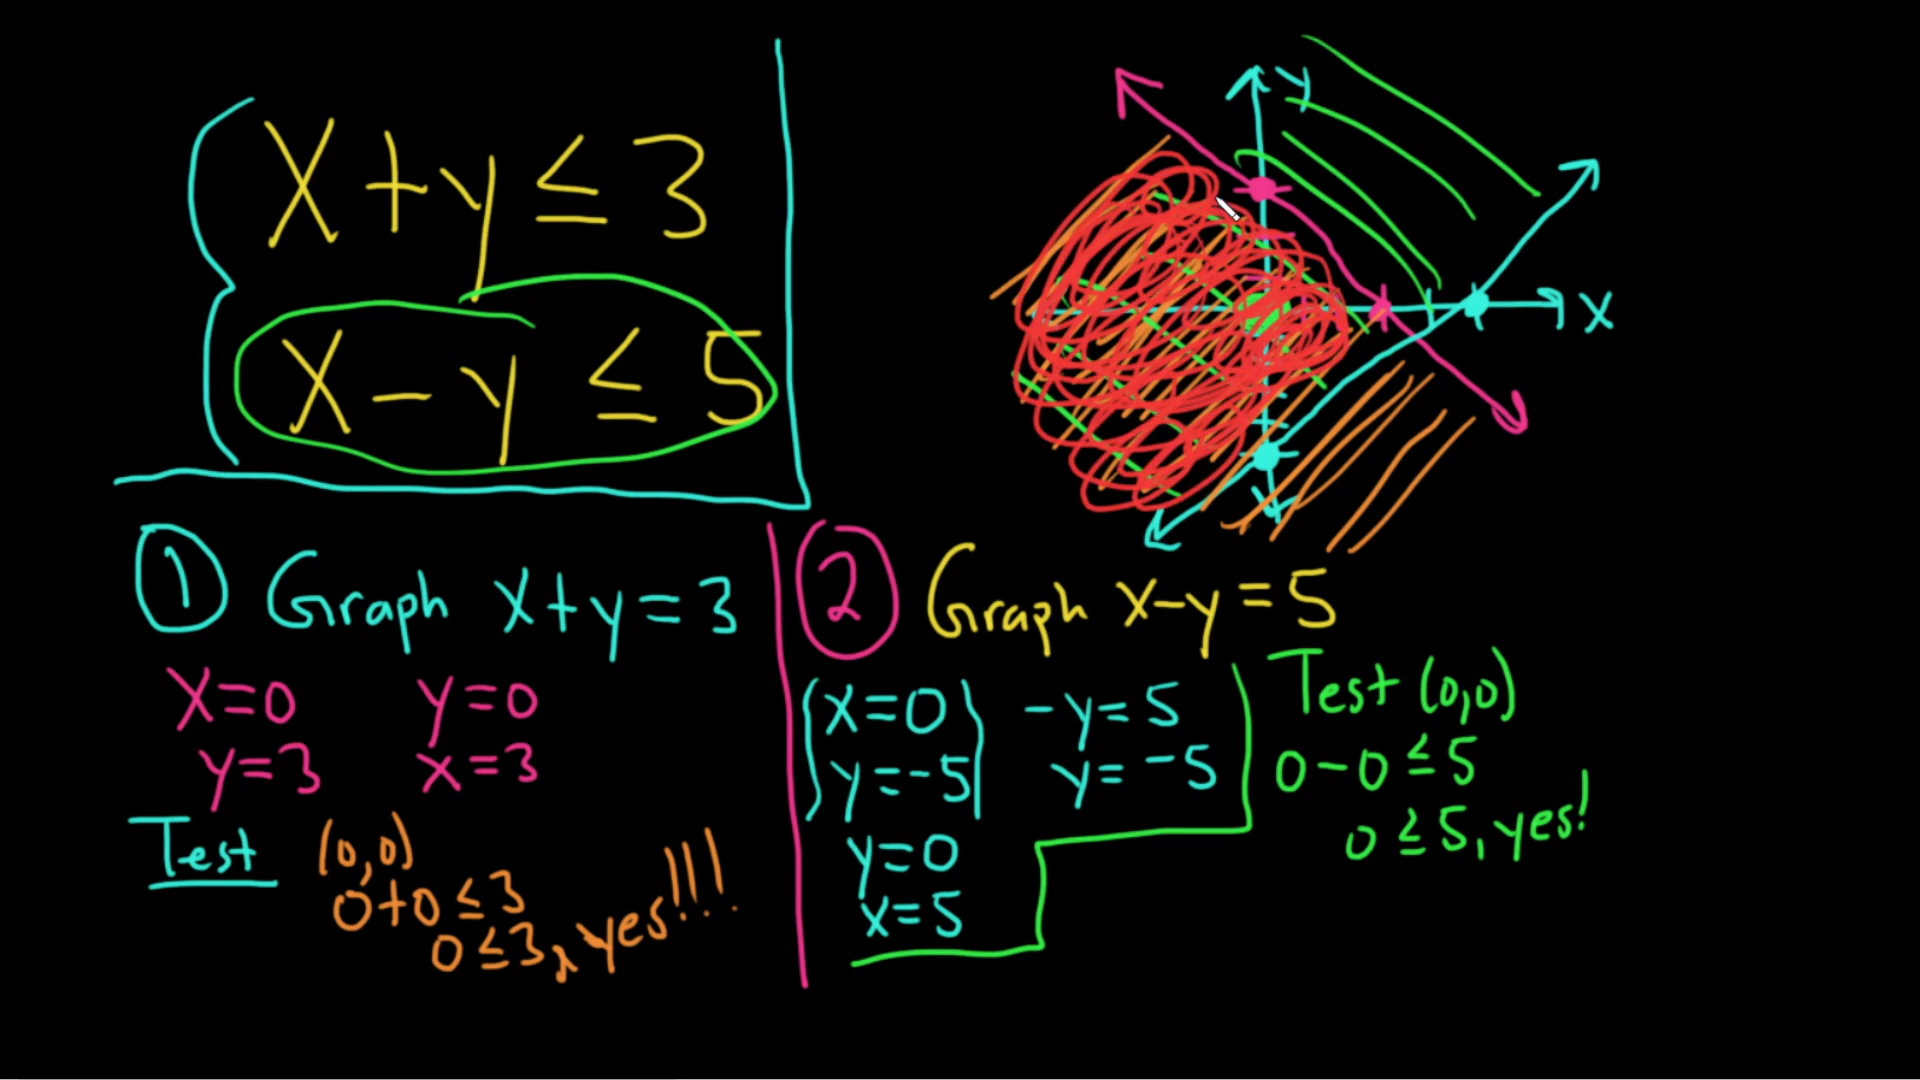 x + y ≤ 3
x - y ≤ 5
y
x
① Graph x + y = 3
x = 0 y = 0
y = 3 x = 3
Test (0,0)
0 + 0 ≤ 3
0 ≤ 3, yes!!!
② Graph x - y = 5
x = 0 - y = 5
y = -5 y = -5
y = 0
x = 5
Test (0,0)
0 - 0 ≤ 5
0 ≤ 5, yes!